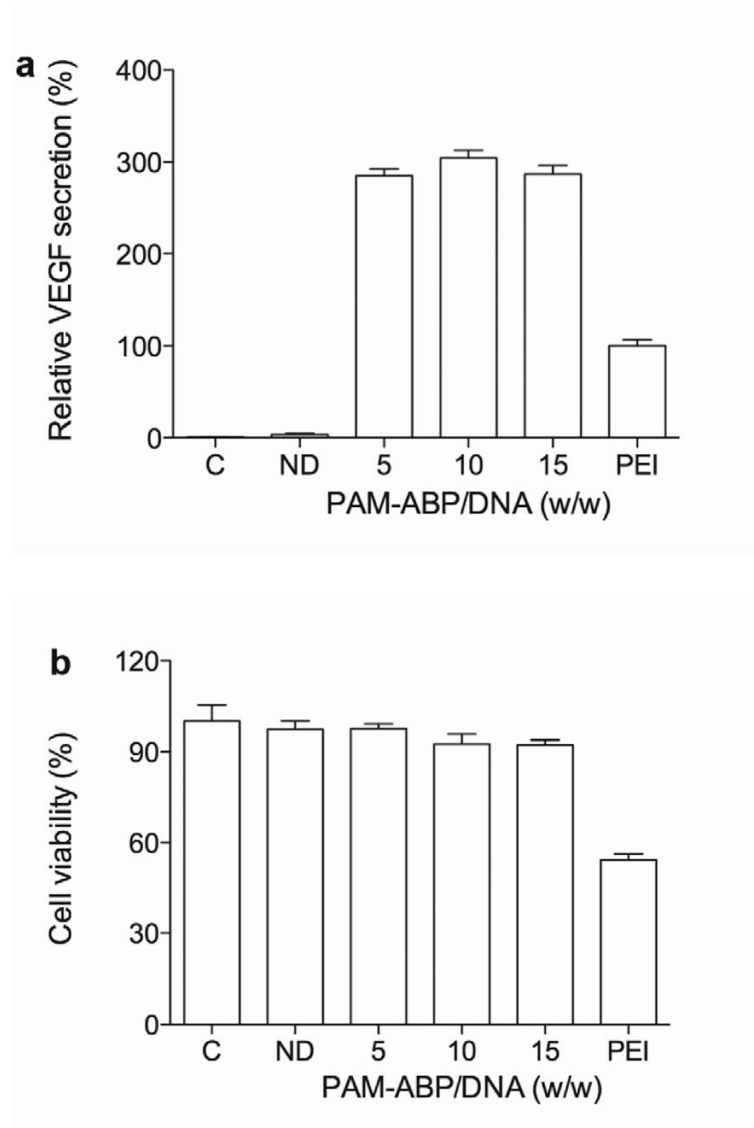 a
Relative VEGF secretion (%)
400
300
200
100
0
C ND 5 10 15 PEI
PAM-ABP/DNA (w/w)
b
Cell viability (%)
120
90
60
30
0
C ND 5 10 15 PEI
PAM-ABP/DNA (w/w)